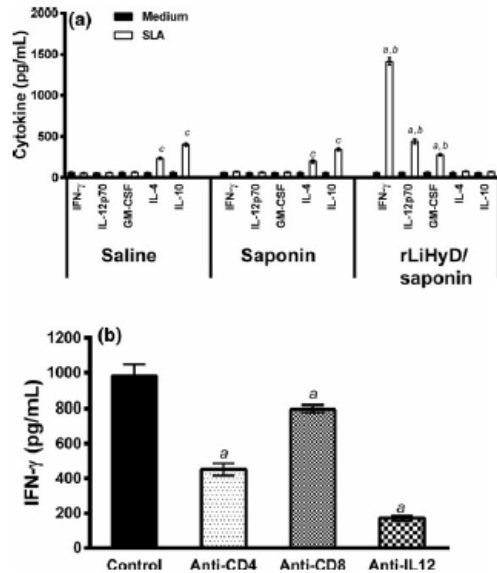 (a)
Medium
SLA
Cytokine (pg/mL)
2000
1500
1000
500
0
a,b
a,b
a,b
c
c
c
c
IFN-γ
IL-12p70
GM-CSF
IL-4
IL-10
IFN-γ
IL-12p70
GM-CSF
IL-4
IL-10
IFN-γ
IL-12p70
GM-CSF
IL-4
IL-10
Saline
Saponin
rLiHyD/
saponin
(b)
IFN-γ (pg/mL)
1200
1000
800
600
400
200
0
a
a
a
Control
Anti-CD4
Anti-CD8
Anti-IL12